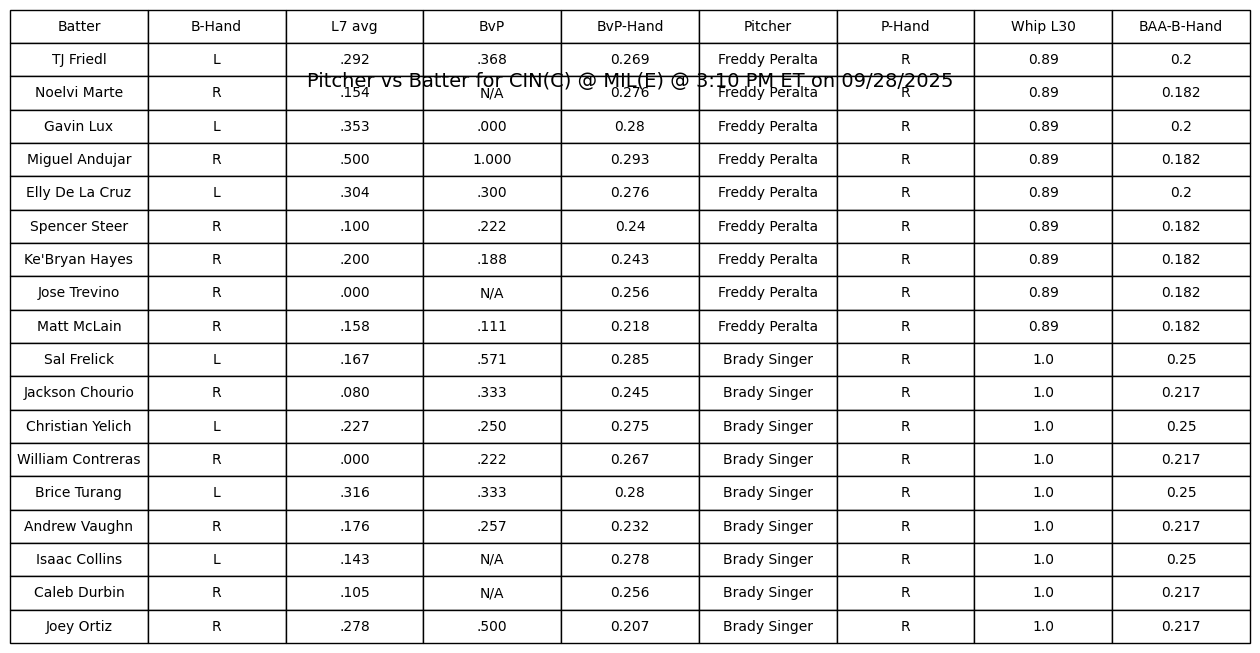 Batter B-Hand L7 avg BvP BvP-Hand Pitcher P-Hand Whip L30 BAA-B-Hand
TJ Friedl L .292 .368 0.269 Freddy Peralta R 0.89 0.2
Pitcher vs Batter for CIN(C) @ MIL(E) @ 3:10 PM ET on 09/28/2025
Noelvi Marte R .154 N/A 0.276 Freddy Peralta R 0.89 0.182
Gavin Lux L .353 .000 0.28 Freddy Peralta R 0.89 0.2
Miguel Andujar R .500 1.000 0.293 Freddy Peralta R 0.89 0.182
Elly De La Cruz L .304 .300 0.276 Freddy Peralta R 0.89 0.2
Spencer Steer R .100 .222 0.24 Freddy Peralta R 0.89 0.182
Ke'Bryan Hayes R .200 .188 0.243 Freddy Peralta R 0.89 0.182
Jose Trevino R .000 N/A 0.256 Freddy Peralta R 0.89 0.182
Matt McLain R .158 .111 0.218 Freddy Peralta R 0.89 0.182
Sal Frelick L .167 .571 0.285 Brady Singer R 1.0 0.25
Jackson Chourio R .080 .333 0.245 Brady Singer R 1.0 0.217
Christian Yelich L .227 .250 0.275 Brady Singer R 1.0 0.25
William Contreras R .000 .222 0.267 Brady Singer R 1.0 0.217
Brice Turang L .316 .333 0.28 Brady Singer R 1.0 0.25
Andrew Vaughn R .176 .257 0.232 Brady Singer R 1.0 0.217
Isaac Collins L .143 N/A 0.278 Brady Singer R 1.0 0.25
Caleb Durbin R .105 N/A 0.256 Brady Singer R 1.0 0.217
Joey Ortiz R .278 .500 0.207 Brady Singer R 1.0 0.217